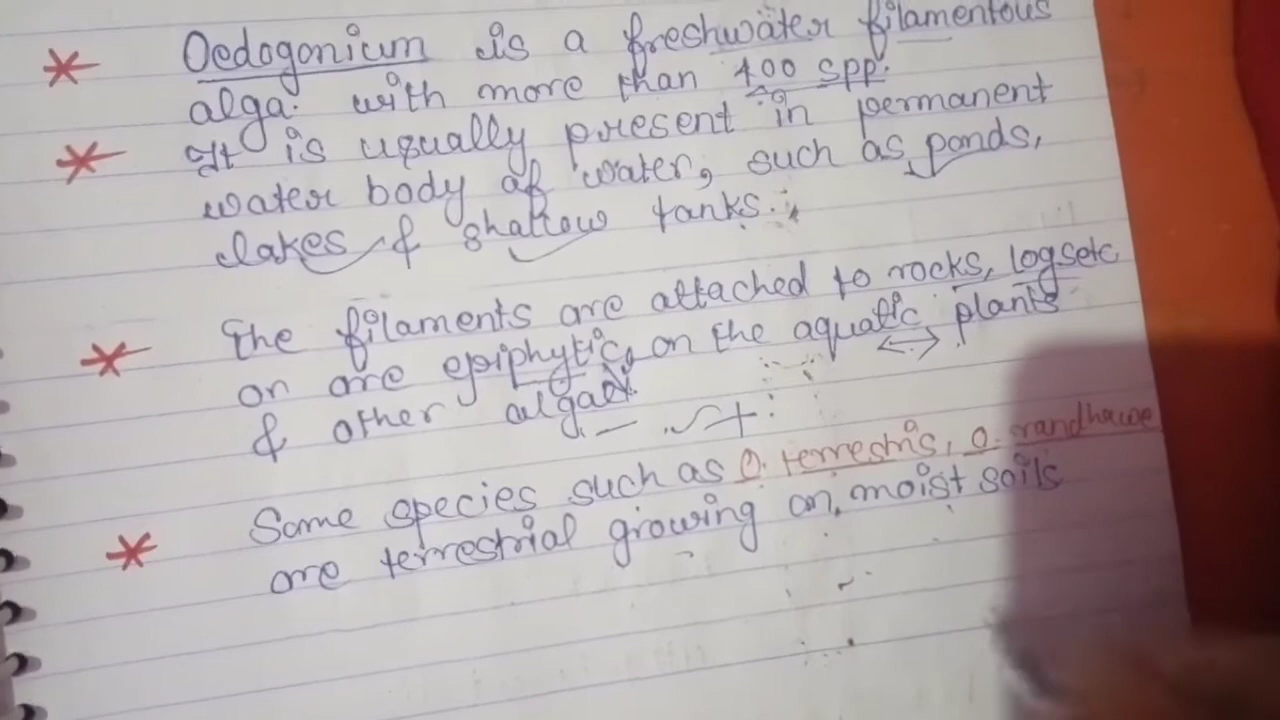 Oedogonium is a freshwater filamentous
alga. with more than 400 spp.
It is usually present in permanent
water body of water, such as ponds,
lakes & shallow tanks.
The filaments are attached to rocks, logs etc
or are epiphytic, on the aquatic plants
& other algae.
Some species such as O. terrestris, O. randhawae
are terrestrial growing on, moist soils